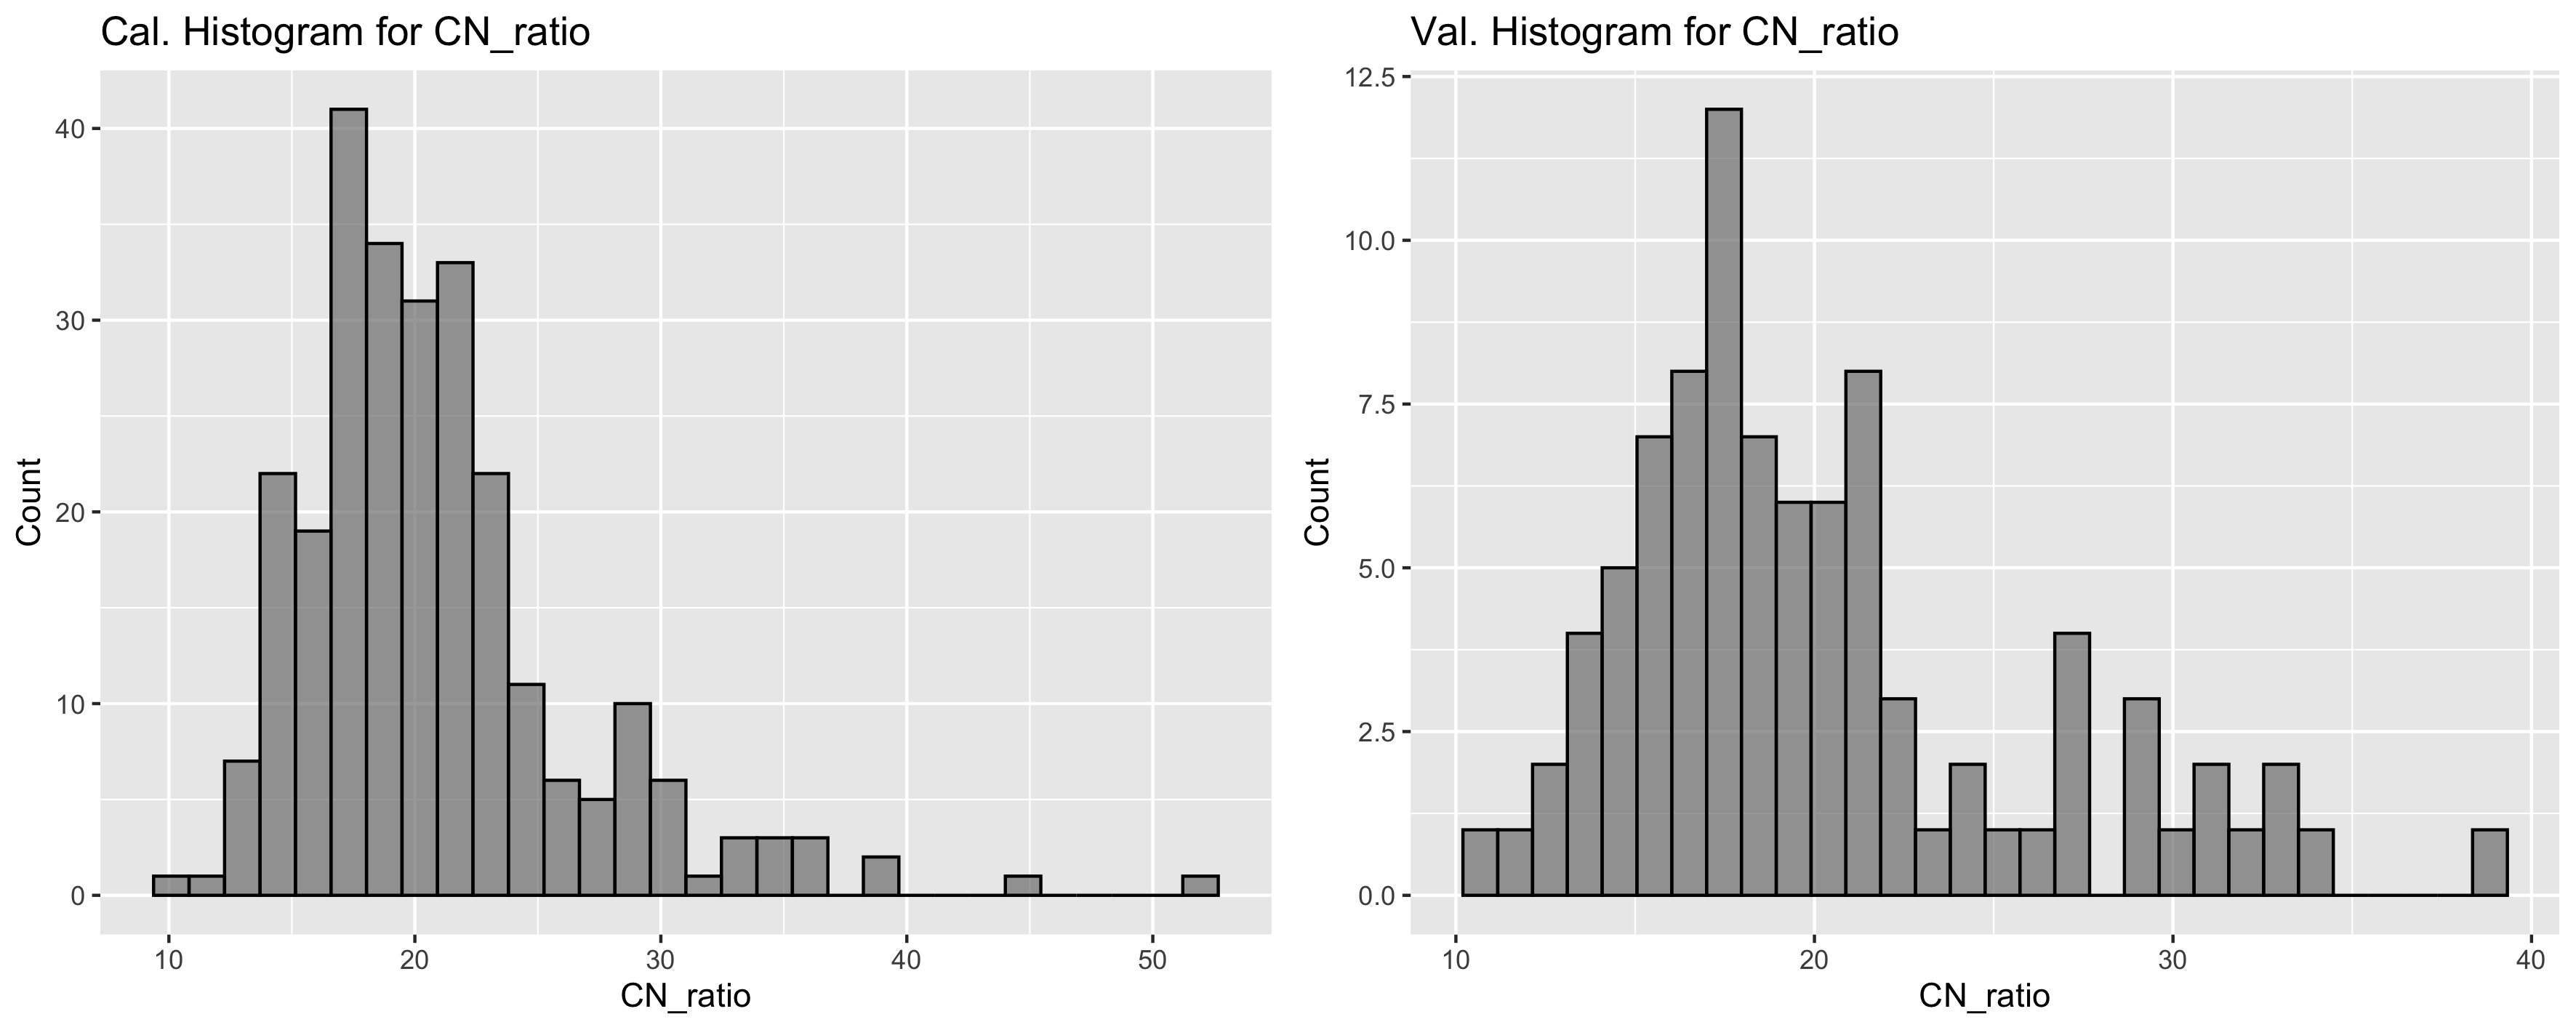 Cal. Histogram for CN_ratio
Count
40
30
20
10
0
10 20 30 40 50
CN_ratio
Val. Histogram for CN_ratio
Count
12.5
10.0
7.5
5.0
2.5
0.0
10 20 30 40
CN_ratio